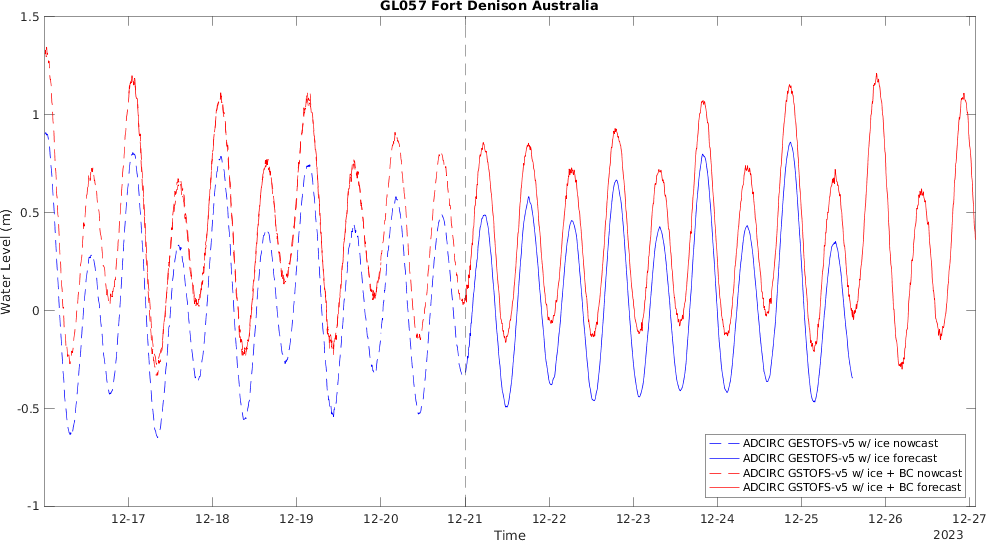 GL057 Fort Denison Australia
1.5
1
0.5
0
-0.5
-1
Water Level (m)
12-17
12-18
12-19
12-20
12-21
12-22
12-23
12-24
12-25
12-26
12-27
Time
2023
ADCIRC GESTOFS-v5 w/ ice nowcast
ADCIRC GESTOFS-v5 w/ ice forecast
ADCIRC GSTOFS-v5 w/ ice + BC nowcast
ADCIRC GSTOFS-v5 w/ ice + BC forecast